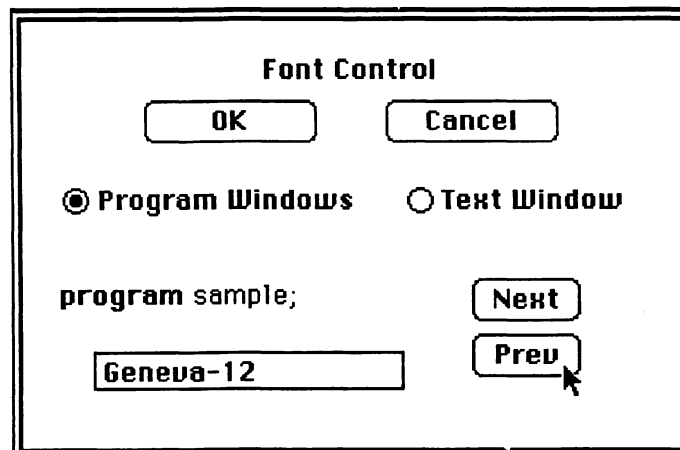 Font Control
OK Cancel
Program Windows Text Window
program sample; Next
Prev
Geneva-12